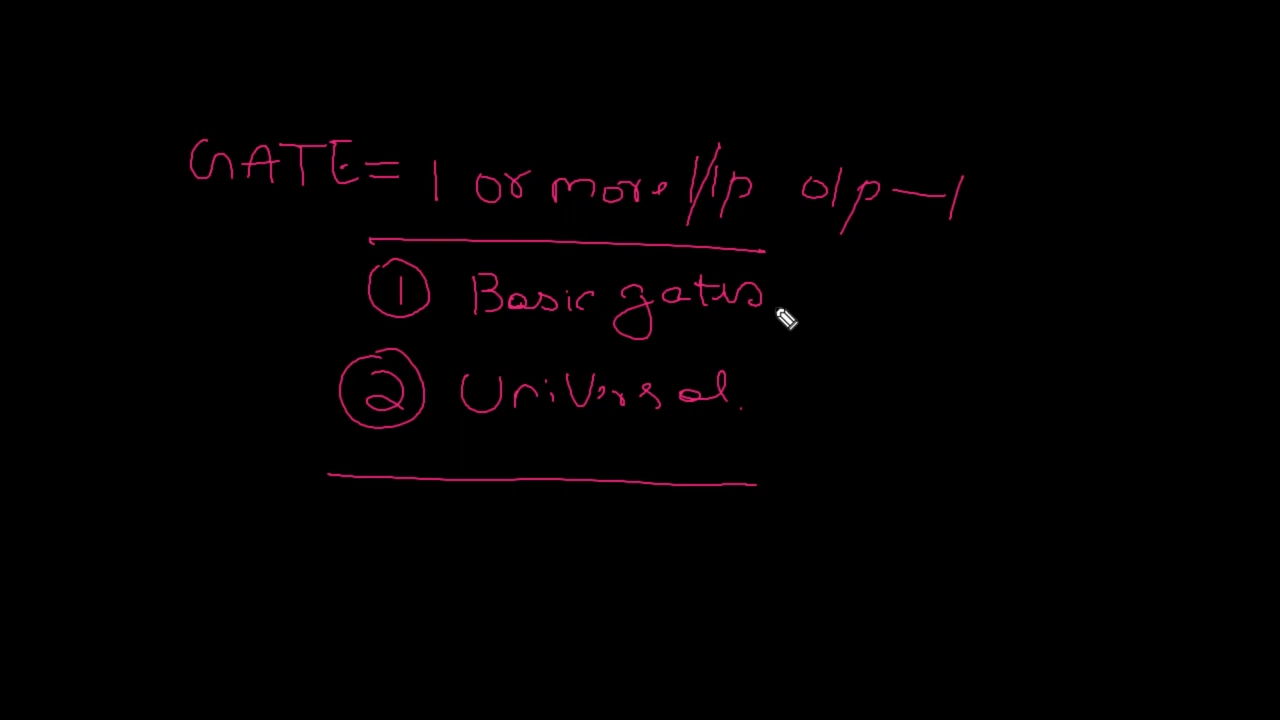 GATE = 1 or more I/p o/p — 1
1 Basic gates
2 Universal.